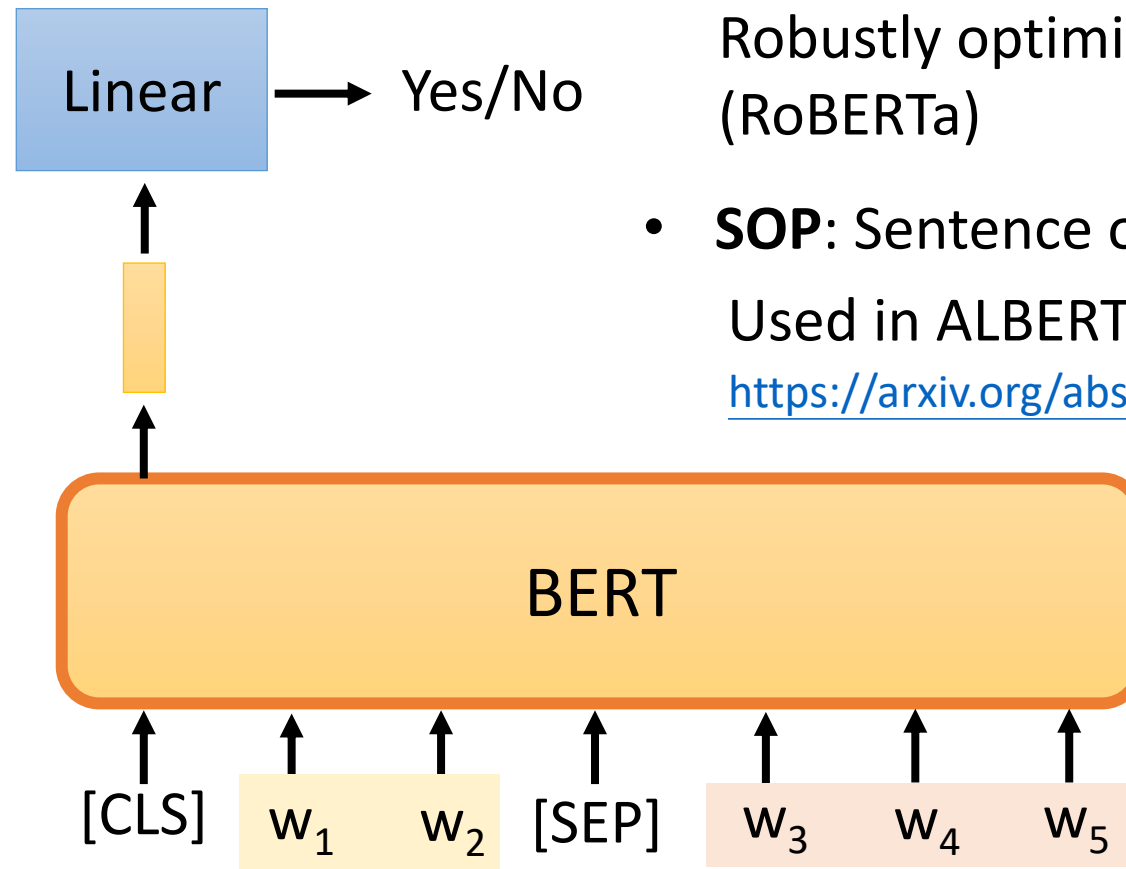 Robustly optimi
Linear
Yes/No
(RoBERTa)
• SOP: Sentence
Used in ALBERT
https://arxiv.org/abs
BERT
[CLS] w1 w2 [SEP] w3 w4 w5